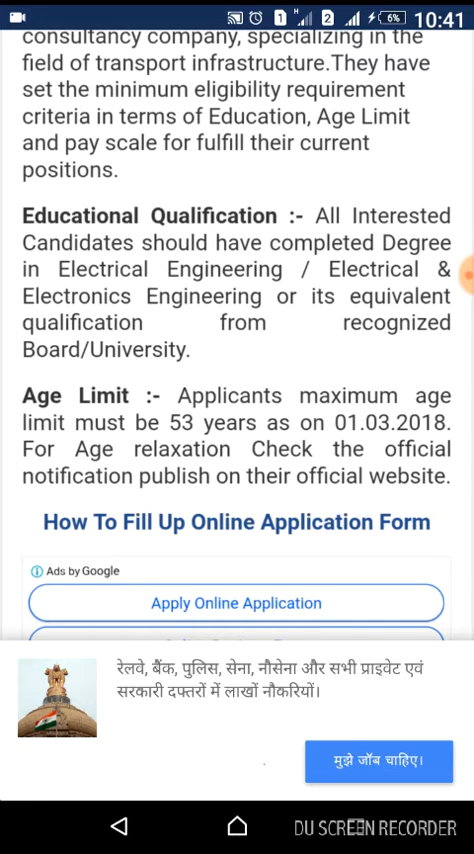 1 H 2 6% 10:41
consultancy company, specializing in the
field of transport infrastructure.They have
set the minimum eligibility requirement
criteria in terms of Education, Age Limit
and pay scale for fulfill their current
positions.
Educational Qualification :- All Interested
Candidates should have completed Degree
in Electrical Engineering / Electrical &
Electronics Engineering or its equivalent
qualification from recognized
Board/University.
Age Limit :- Applicants maximum age
limit must be 53 years as on 01.03.2018.
For Age relaxation Check the official
notification publish on their official website.
How To Fill Up Online Application Form
Ads by Google
Apply Online Application
रेलवे, बैंक, पुलिस, सेना, नौसेना और सभी प्राइवेट एवं
सरकारी दफ्तरों में लाखों नौकरियों।
मुझे जॉब चाहिए।
DU SCREEN RECORDER